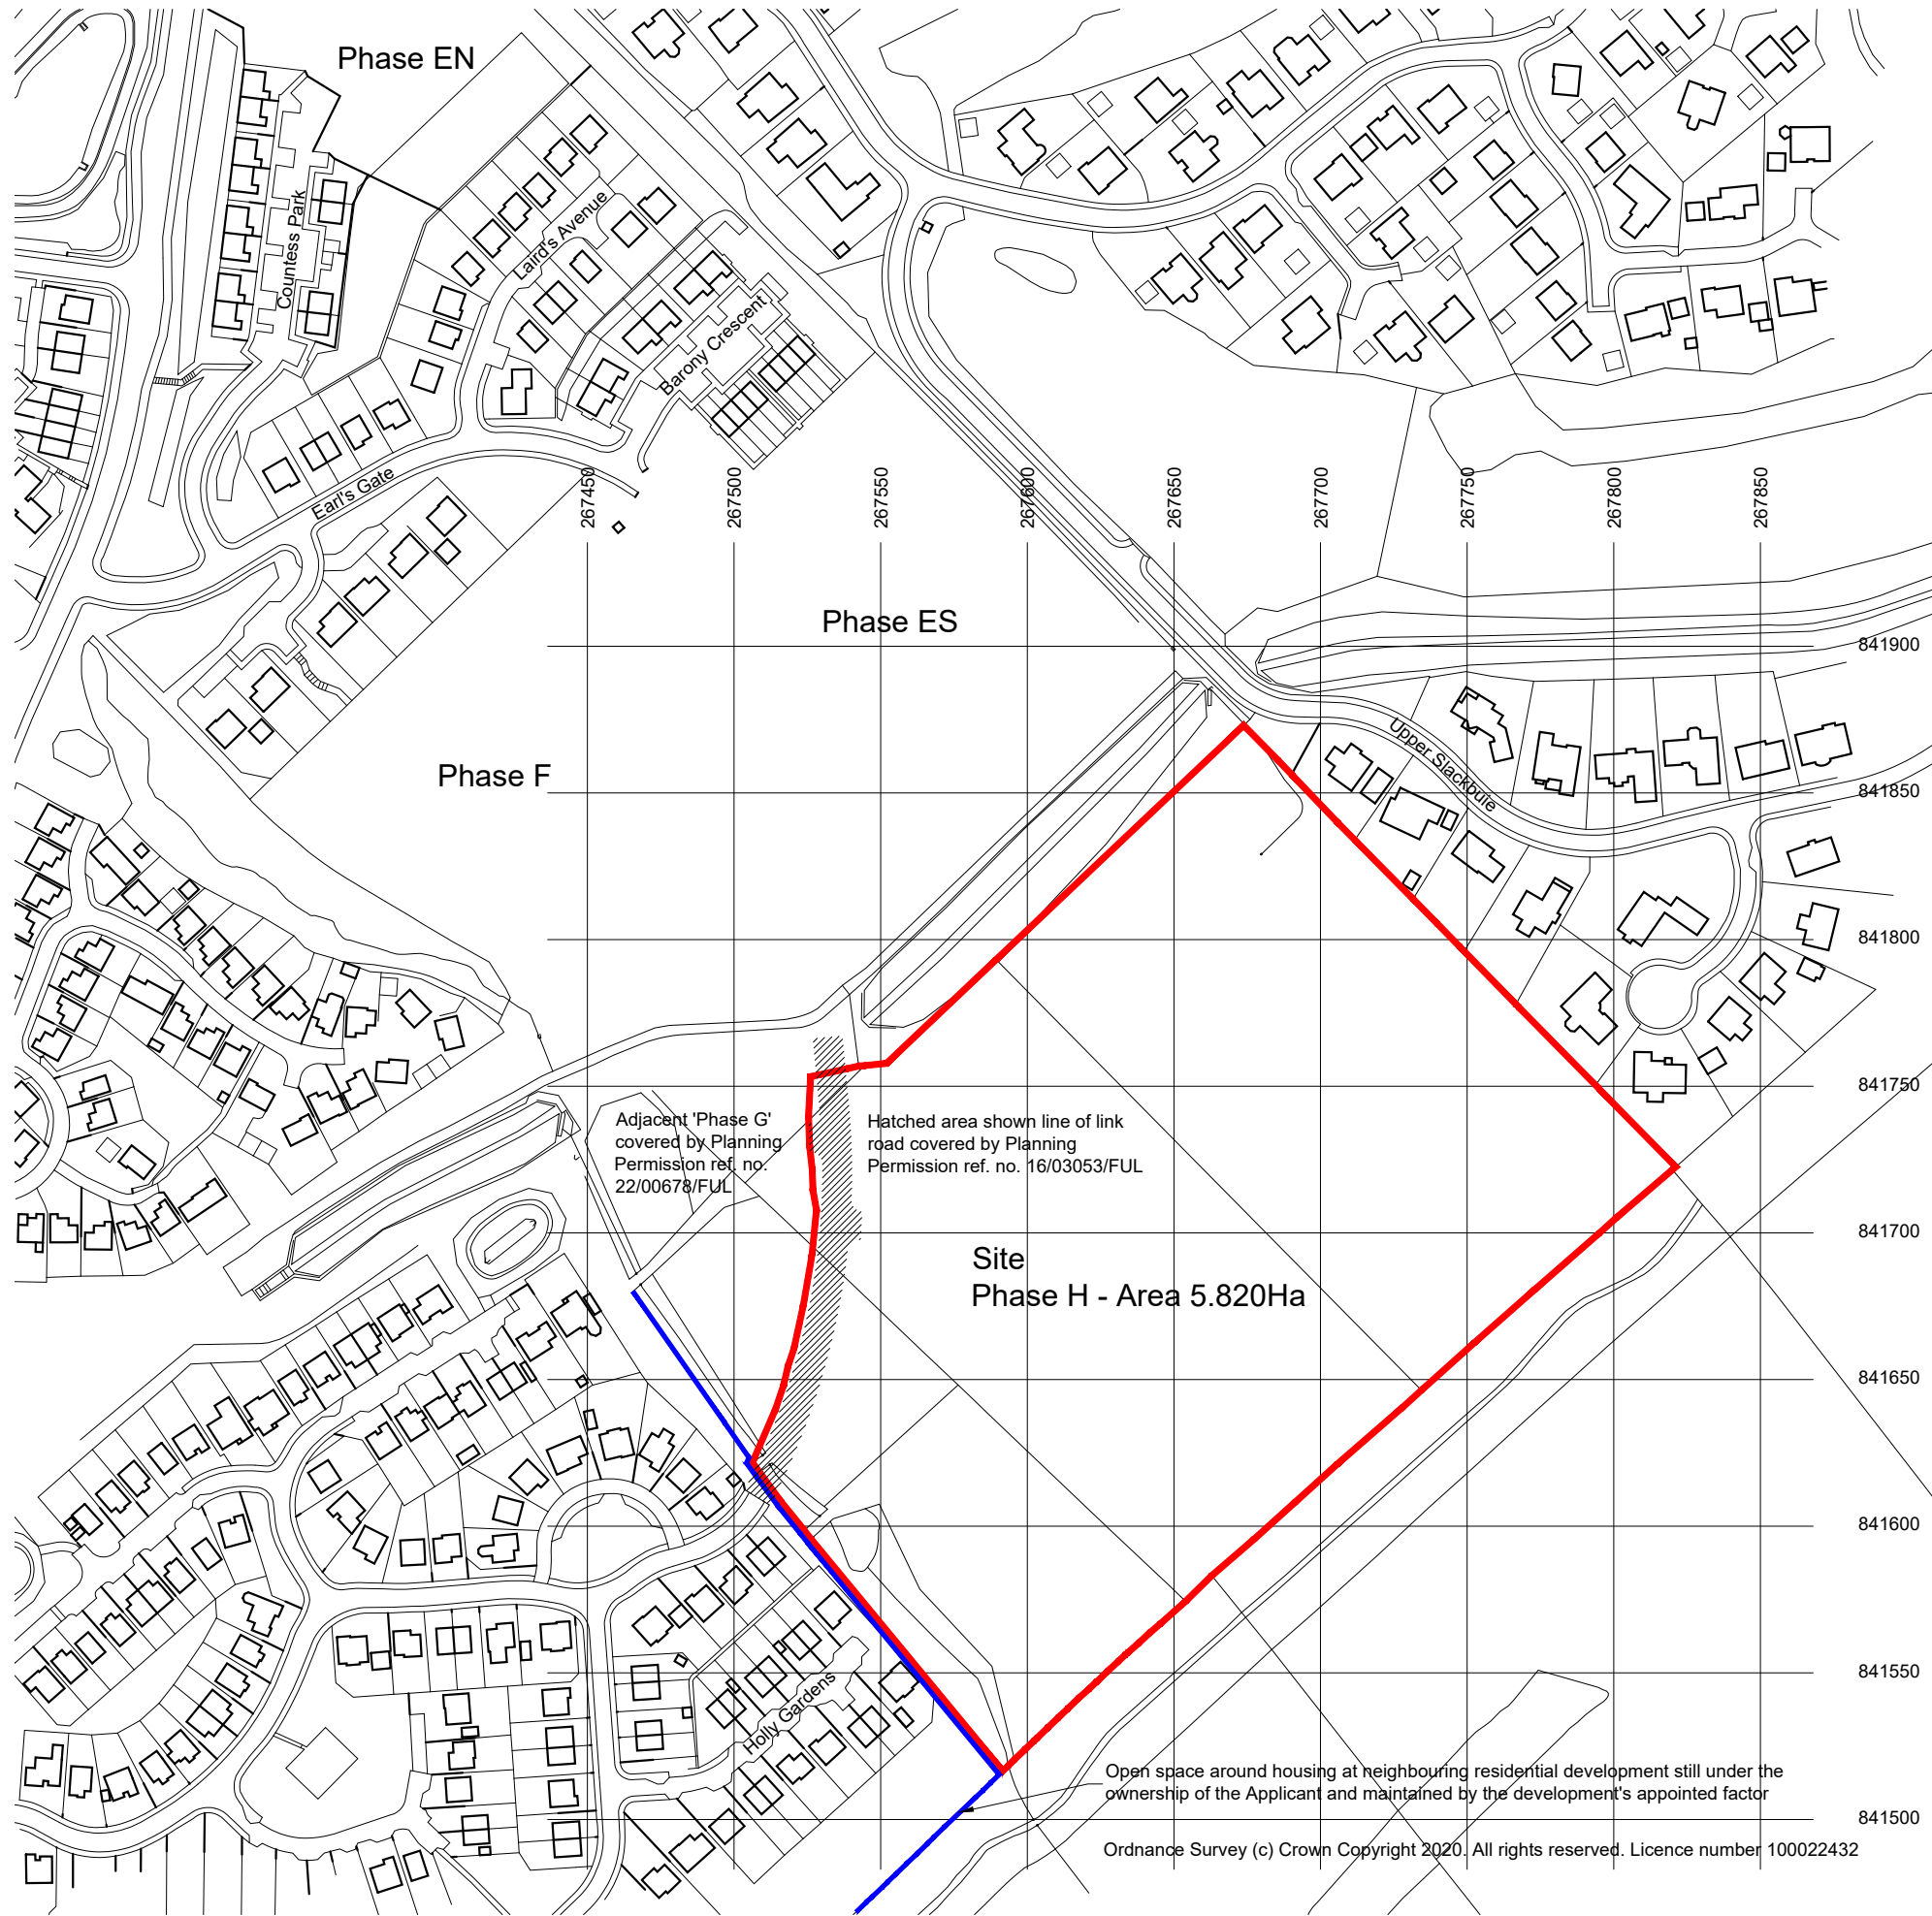 Phase EN
Countess Park
Laird's Avenue
Barony Crescent
Earl's Gate
267450
267500
267550
267600
267650
267700
267750
267800
267850
Phase ES
841900
Upper Slackbuie
Phase F
841850
841800
841750
Adjacent 'Phase G'
covered by Planning
Permission ref. no.
22/00678/FUL
Hatched area shown line of link
road covered by Planning
Permission ref. no. 16/03053/FUL
841700
Site
Phase H - Area 5.820Ha
841650
841600
841550
Holly Gardens
Open space around housing at neighbouring residential development still under the
ownership of the Applicant and maintained by the development's appointed factor
841500
Ordnance Survey (c) Crown Copyright 2020. All rights reserved. Licence number 100022432